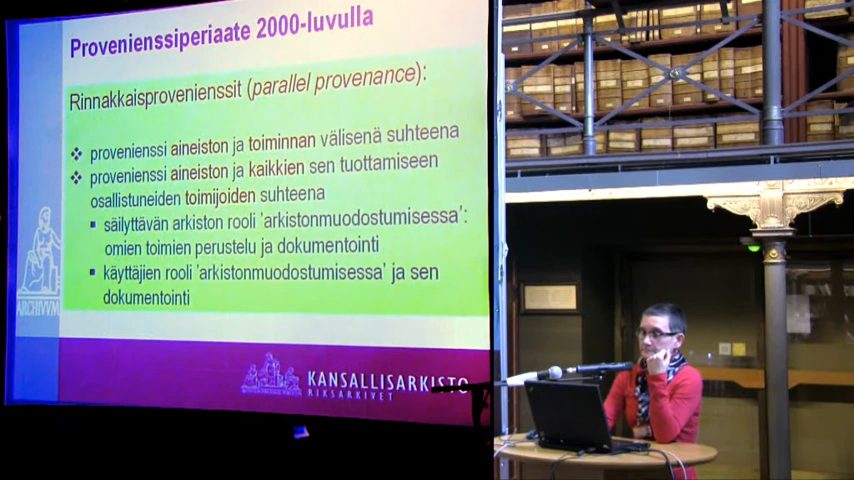 Provenienssiperiaate 2000-luvulla
Rinnakkaisprovenienssit (parallel provenance):
❖ provenienssi aineiston ja toiminnan välisenä suhteena
❖ provenienssi aineiston ja kaikkien sen tuottamiseen
osallistuneiden toimijoiden suhteena
▪ säilyttävän arkiston rooli ’arkistonmuodostumisessa’:
omien toimien perustelu ja dokumentointi
▪ käyttäjien rooli ’arkistonmuodostumisessa’ ja sen
dokumentointi
ARCHIVVM
KANSALLISARKISTO
RIKSARKIVET